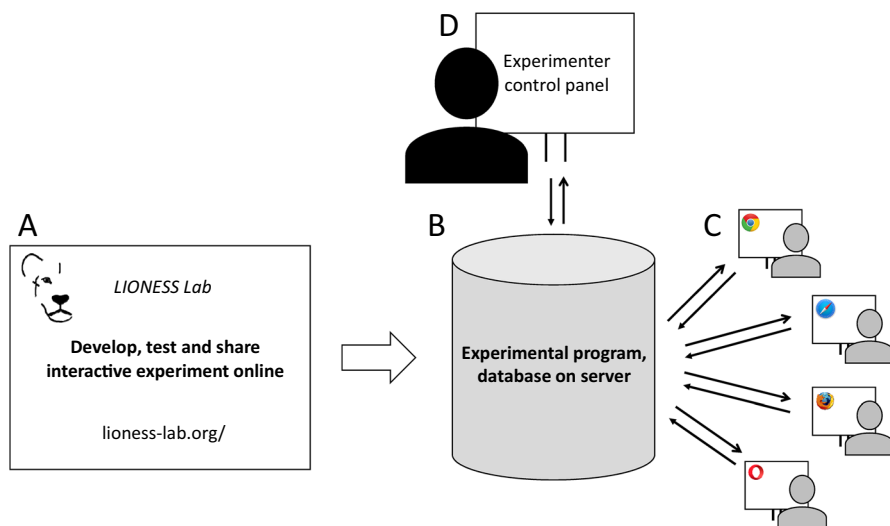 D
Experimenter
control panel
A
LIONESS Lab
Develop, test and share
interactive experiment online
lioness-lab.org/
B
Experimental program,
database on server
C